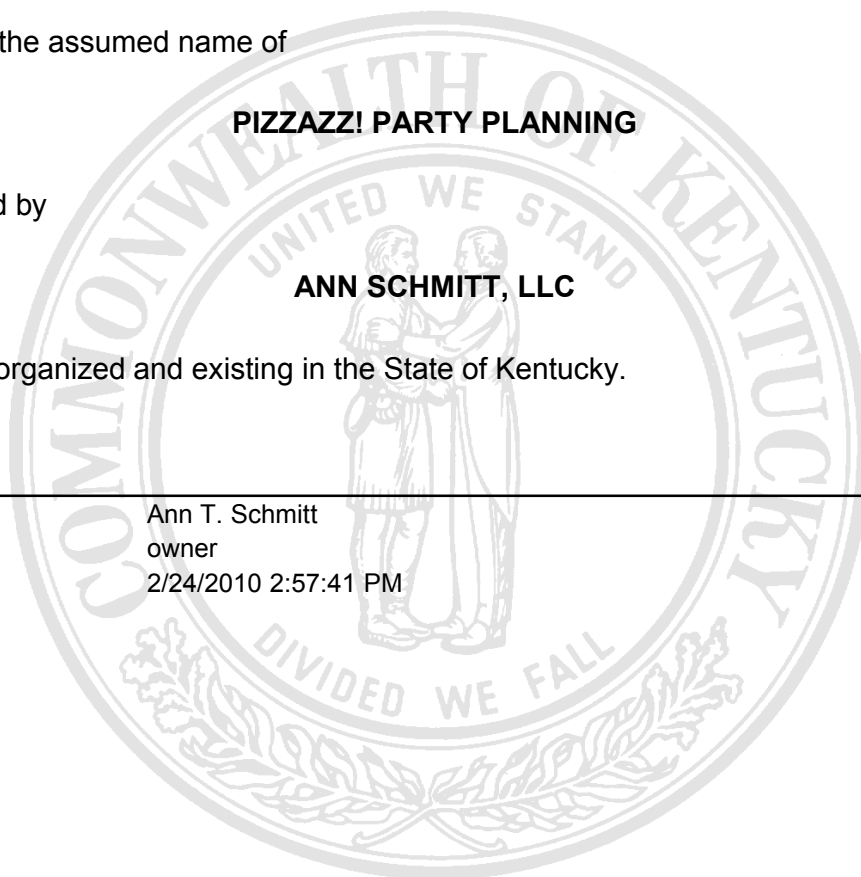 the assumed name of
PIZZAZZ! PARTY PLANNING
d by
ANN SCHMITT, LLC
organized and existing in the State of Kentucky.
Ann T. Schmitt
owner
2/24/2010 2:57:41 PM
COMMONWEALTH OF KENTUCKY
UNITED WE STAND
DIVIDED WE FALL